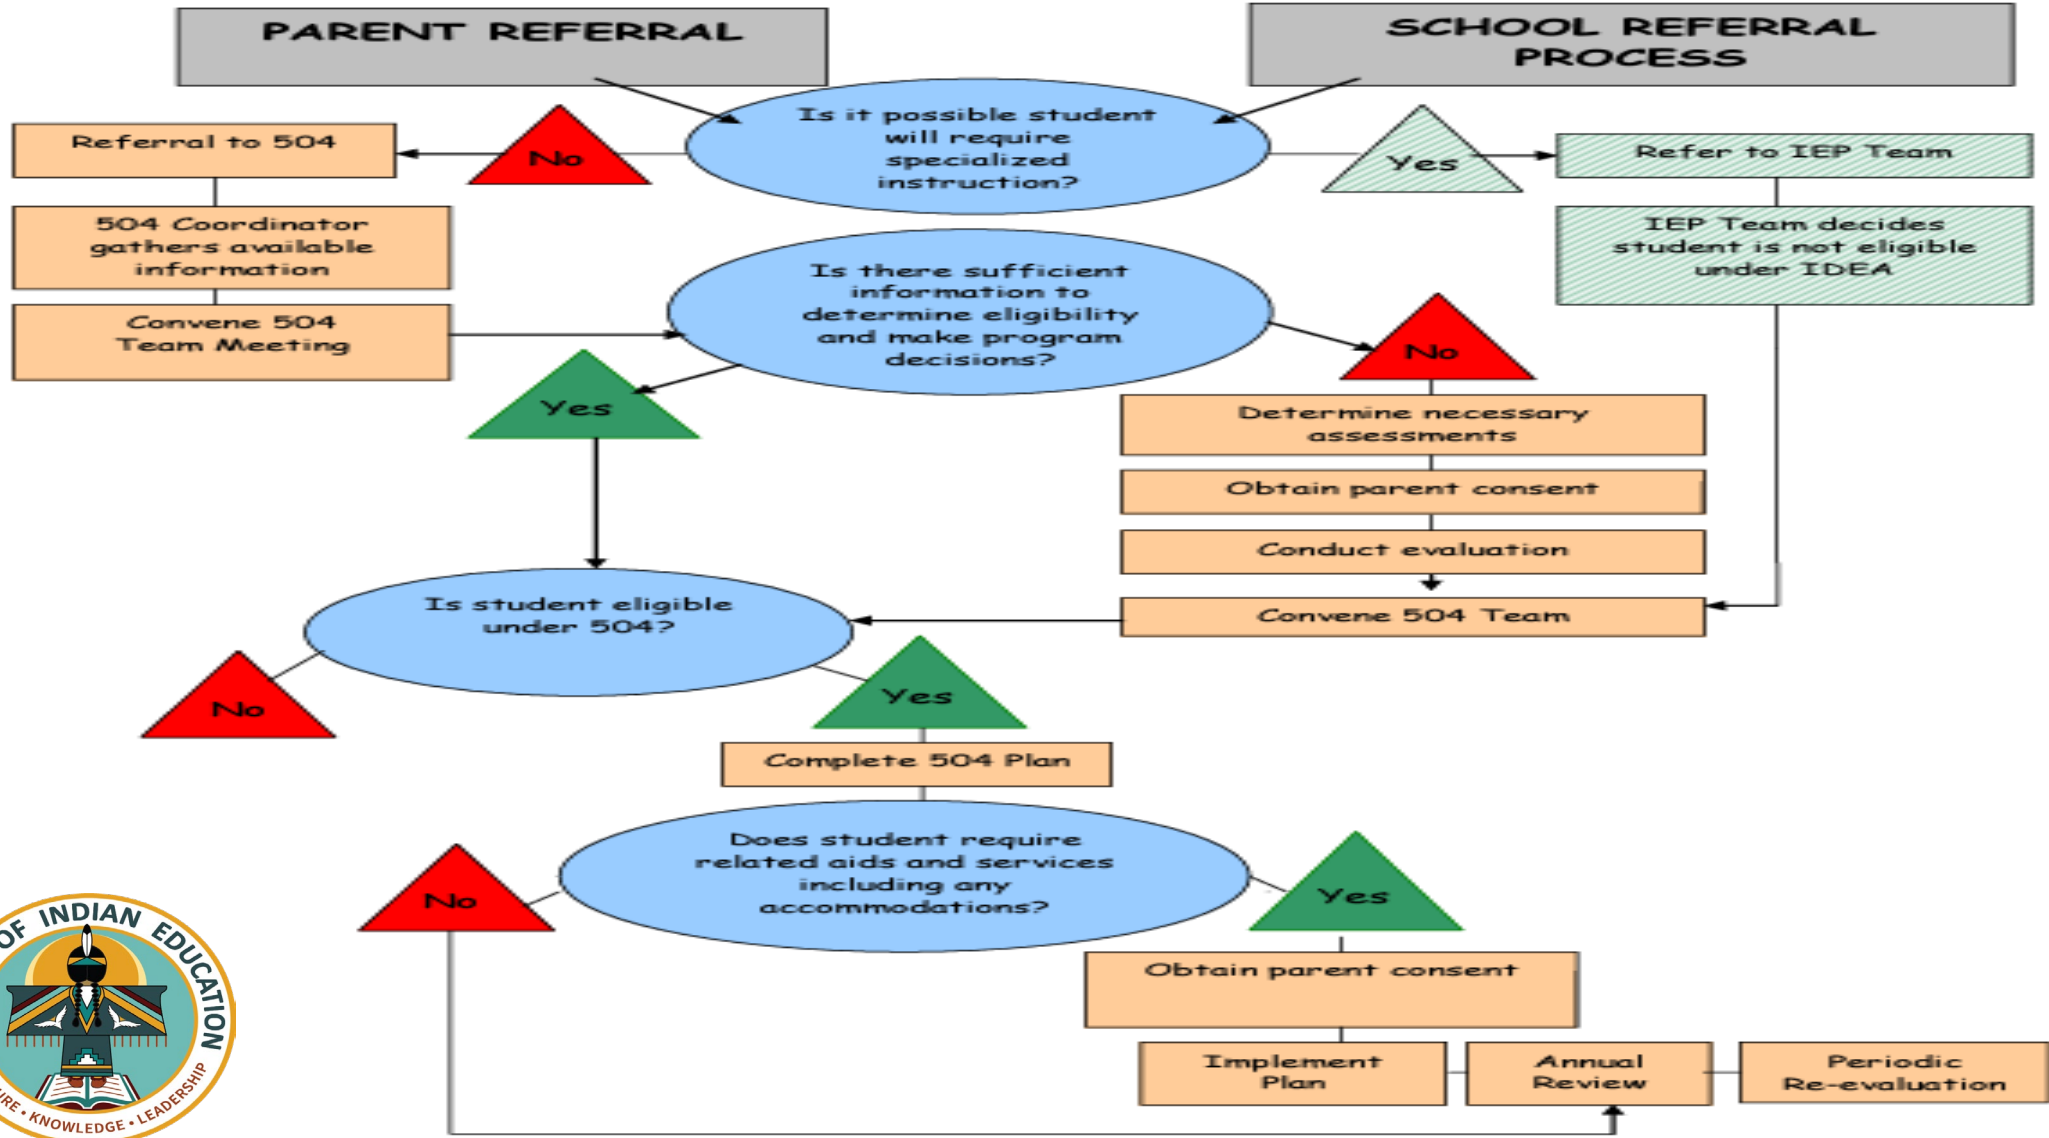 PARENT REFERRAL
SCHOOL REFERRAL
PROCESS
Is it possible student
will require
specialized
instruction?
No
Yes
Referral to 504
Refer to IEP Team
504 Coordinator
gathers available
information
IEP Team decides
student is not eligible
under IDEA
Is there sufficient
information to
determine eligibility
and make program
decisions?
Convene 504
Team Meeting
No
Yes
Determine necessary
assessments
Obtain parent consent
Conduct evaluation
Convene 504 Team
Is student eligible
under 504?
No
Yes
Complete 504 Plan
Does student require
related aids and services
including any
accommodations?
No
Yes
Obtain parent consent
Implement
Plan
Annual
Review
Periodic
Re-evaluation
OF INDIAN EDUCATION
• KNOWLEDGE • LEADERSHIP